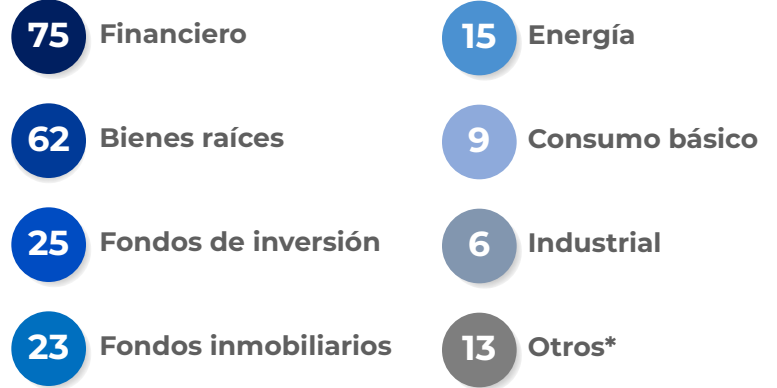 75 Financiero
62 Bienes raíces
25 Fondos de inversión
23 Fondos inmobiliarios
15 Energía
9 Consumo básico
6 Industrial
13 Otros*